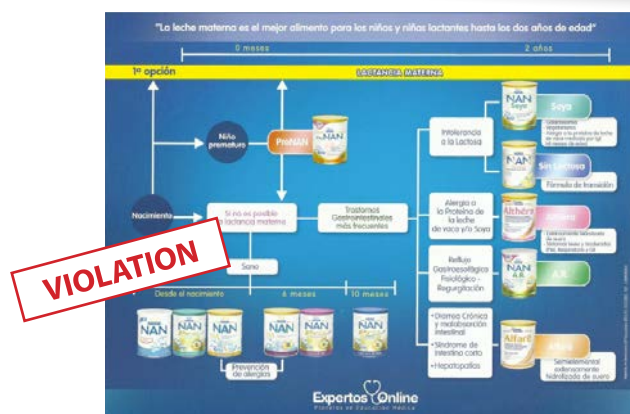 "La leche materna es el mejor alimento para los niños y niñas lactantes hasta los dos años de edad"
0 meses
2 años
1ª opción
LACTANCIA MATERNA
Niño
prematuro
PreNAN
Nacimiento
Si no es posible
la lactancia materna
Trastornos
Gastrointestinales
más frecuentes
Intolerancia
a la Lactosa
NAN
Soya
Soya
NAN
Sin Lactosa
Fórmula de transición
Alergia a
la Proteína de
la leche
de vaca y/o Soya
Althéra
Reflujo
Gastroesofágico
Fisiológico -
Regurgitación
NAN
A.R.
A.R.
• Diarrea Crónica
y malabsorción
intestinal
• Síndrome de
Intestino corto
• Hepatopatías
Alfaré
Semielemental
extensamente
hidrolizada de suero
VIOLATION
Sano
Desde el nacimiento
6 meses
10 meses
NAN
NAN
NAN
NAN
NAN
NAN
Prevención
de alergias
Expertos Online